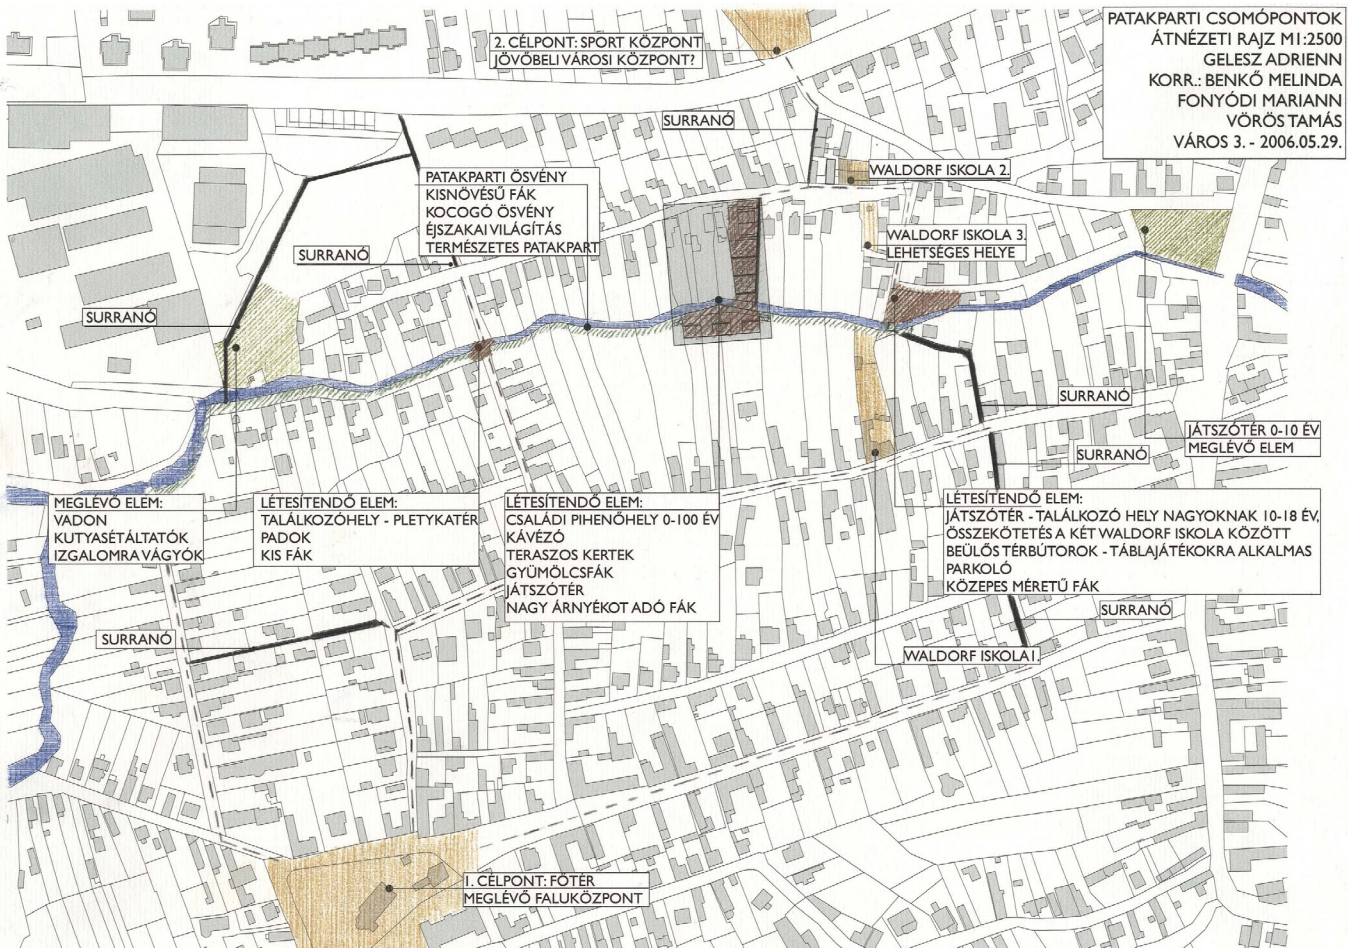 PATAKPARTI CSOMÓPONTOK
ÁTNÉZETI RAJZ M1:2500
GELESZ ADRIENN
KORR.: BENKŐ MELINDA
FONYÓDI MARIANN
VÖRÖS TAMÁS
VÁROS 3. - 2006.05.29.
2. CÉLPONT: SPORT KÖZPONT
JÖVŐBELI VÁROSI KÖZPONT?
SURRANÓ
WALDORF ISKOLA 2.
PATAKPARTI ÖSVÉNY
KISNÖVÉSŰ FÁK
KOCOGÓ ÖSVÉNY
ÉJSZAKAI VILÁGÍTÁS
TERMÉSZETES PATAKPART
WALDORF ISKOLA 3.
LEHETSÉGES HELYE
SURRANÓ
SURRANÓ
SURRANÓ
JÁTSZÓTÉR 0-10 ÉV
MEGLÉVŐ ELEM
SURRANÓ
MEGLÉVŐ ELEM:
VADON
KUTYASÉTÁLTATÓK
IZGALOMRA VÁGYÓK
LÉTESÍTENDŐ ELEM:
TALÁLKOZÓHELY - PLETYKATÉR
PADOK
KIS FÁK
LÉTESÍTENDŐ ELEM:
CSALÁDI PIHENŐHELY 0-100 ÉV
KÁVÉZÓ
TERASZOS KERTEK
GYÜMÖLCSFÁK
JÁTSZÓTÉR
NAGY ÁRNYÉKOT ADÓ FÁK
LÉTESÍTENDŐ ELEM:
JÁTSZÓTÉR - TALÁLKOZÓ HELY NAGYOKNAK 10-18 ÉV,
ÖSSZEKÖTETÉS A KÉT WALDORF ISKOLA KÖZÖTT
BEÜLŐS TÉRBÚTOROK - TÁBLAJÁTÉKOKRA ALKALMAS
PARKOLÓ
KÖZEPES MÉRETŰ FÁK
SURRANÓ
SURRANÓ
WALDORF ISKOLA1.
1. CÉLPONT: FŐTÉR
MEGLÉVŐ FALUKÖZPONT